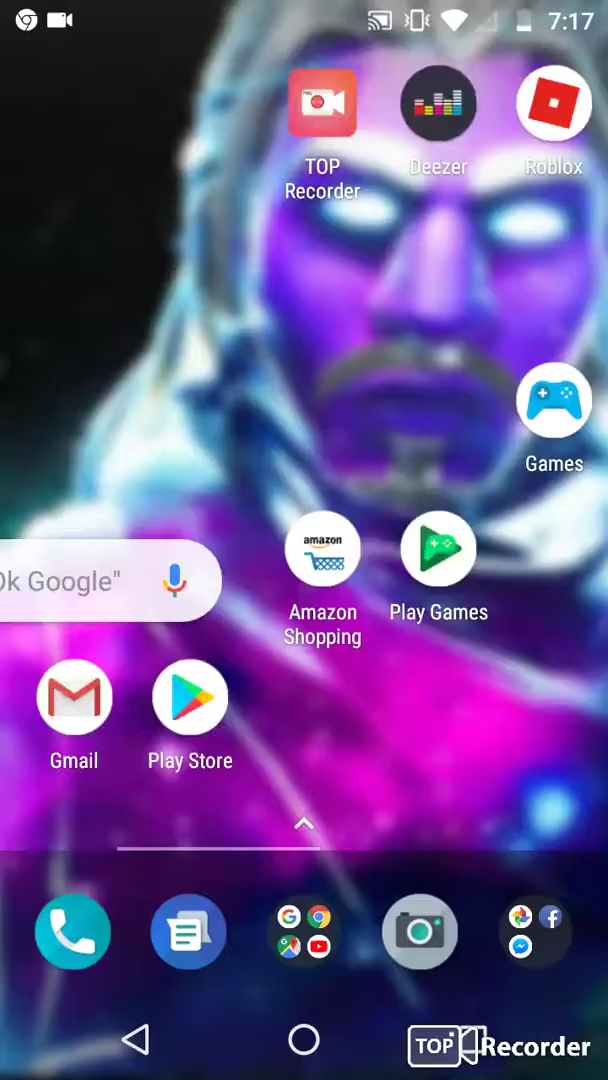 7:17
TOP
Recorder
Deezer
Roblox
Games
Ok Google"
amazon
Amazon
Shopping
Play Games
Gmail
Play Store
TOP Recorder